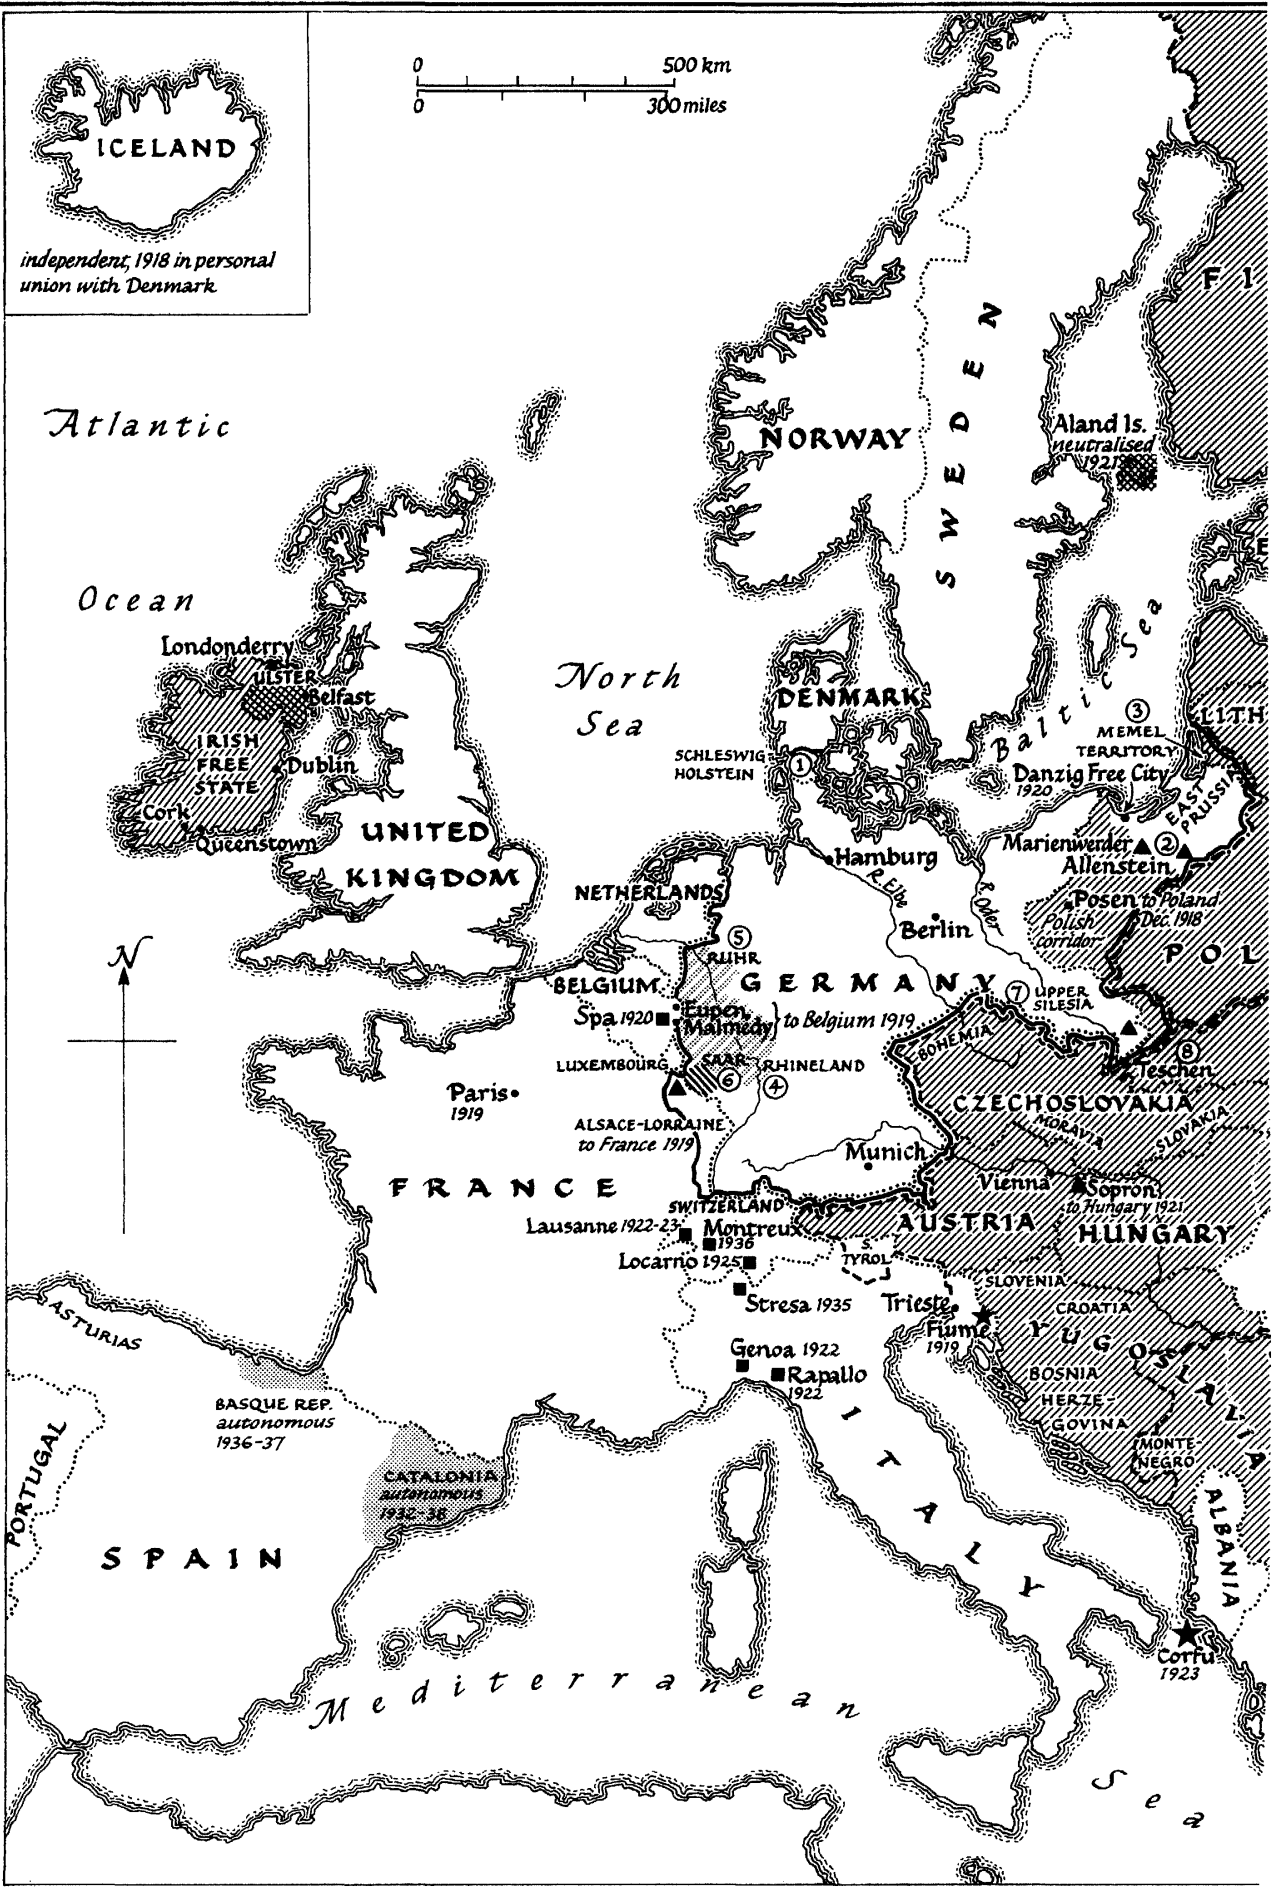 0 500 km
0 300 miles
ICELAND
independent, 1918 in personal
union with Denmark
Atlantic
Ocean
North
Sea
Baltic Sea
NORWAY
SWEDEN
FI
Aland Is.
neutralised
1921
E
Londonderry
ULSTER
Belfast
IRISH
FREE
STATE
Dublin
Cork
Queenstown
UNITED
KINGDOM
DENMARK
SCHLESWIG
HOLSTEIN
1
3
MEMEL
TERRITORY
LITH
Danzig Free City
1920
EAST
PRUSSIA
Marienwerder
2
Allenstein
Hamburg
R. Elbe
R. Oder
Berlin
Posen to Poland
Dec. 1918
Polish
corridor
POL
NETHERLANDS
5
RUHR
GERMANY
BELGIUM
Spa 1920
Eupen,
Malmedy
to Belgium 1919
7
UPPER
SILESIA
BOHEMIA
8
Teschen
LUXEMBOURG
SAAR
6
RHINELAND
4
N
Paris
1919
ALSACE-LORRAINE
to France 1919
CZECHOSLOVAKIA
MORAVIA
SLOVAKIA
Munich
FRANCE
Vienna
Sopron
to Hungary 1921
SWITZERLAND
AUSTRIA
HUNGARY
Lausanne 1922-23
Montreux
1936
Locarno 1925
S.
TYROL
Stresa 1935
SLOVENIA
Trieste
CROATIA
Fiume
1919
YUGOSLAVIA
Genoa 1922
Rapallo
1922
BOSNIA
HERZE-
GOVINA
MONTE-
NEGRO
ASTURIAS
BASQUE REP.
autonomous
1936-37
CATALONIA
autonomous
1932-38
PORTUGAL
SPAIN
ITALY
ALBANIA
Corfu
1923
Mediterranean
Sea